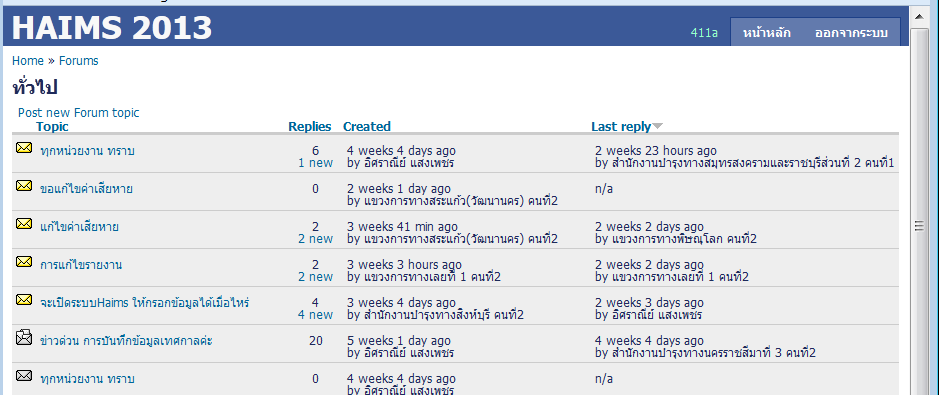 HAIMS 2013
411a หน้าหลัก ออกจากระบบ
Home » Forums
ทั่วไป
Post new Forum topic
Topic Replies Created Last reply
ทุกหน่วยงาน ทราบ 6 4 weeks 4 days ago 2 weeks 23 hours ago
1 new by อิศราณีย์ แสงเพชร by สำนักงานบำรุงทางสมุทรสงครามและราชบุรีส่วนที่ 2 คนที่1
ขอแก้ไขค่าเสียหาย 0 2 weeks 1 day ago n/a
by แขวงการทางสระแก้ว(วัฒนานคร) คนที่2
แก้ไขค่าเสียหาย 2 3 weeks 41 min ago 2 weeks 2 days ago
2 new by แขวงการทางสระแก้ว(วัฒนานคร) คนที่2 by แขวงการทางพิษณุโลก คนที่2
การแก้ไขรายงาน 2 3 weeks 3 hours ago 2 weeks 2 days ago
2 new by แขวงการทางเลยที่ 1 คนที่2 by แขวงการทางเลยที่ 1 คนที่2
จะเปิดระบบHaims ให้กรอกข้อมูลได้เมื่อไหร่ 4 3 weeks 4 days ago 2 weeks 3 days ago
4 new by สำนักงานบำรุงทางสิงห์บุรี คนที่2 by อิศราณีย์ แสงเพชร
ข่าวด่วน การบันทึกข้อมูลเทศกาลค่ะ 20 5 weeks 1 day ago 4 weeks 4 days ago
by อิศราณีย์ แสงเพชร by สำนักงานบำรุงทางนครราชสีมาที่ 3 คนที่2
ทุกหน่วยงาน ทราบ 0 4 weeks 4 days ago n/a
by อิศราณีย์ แสงเพชร